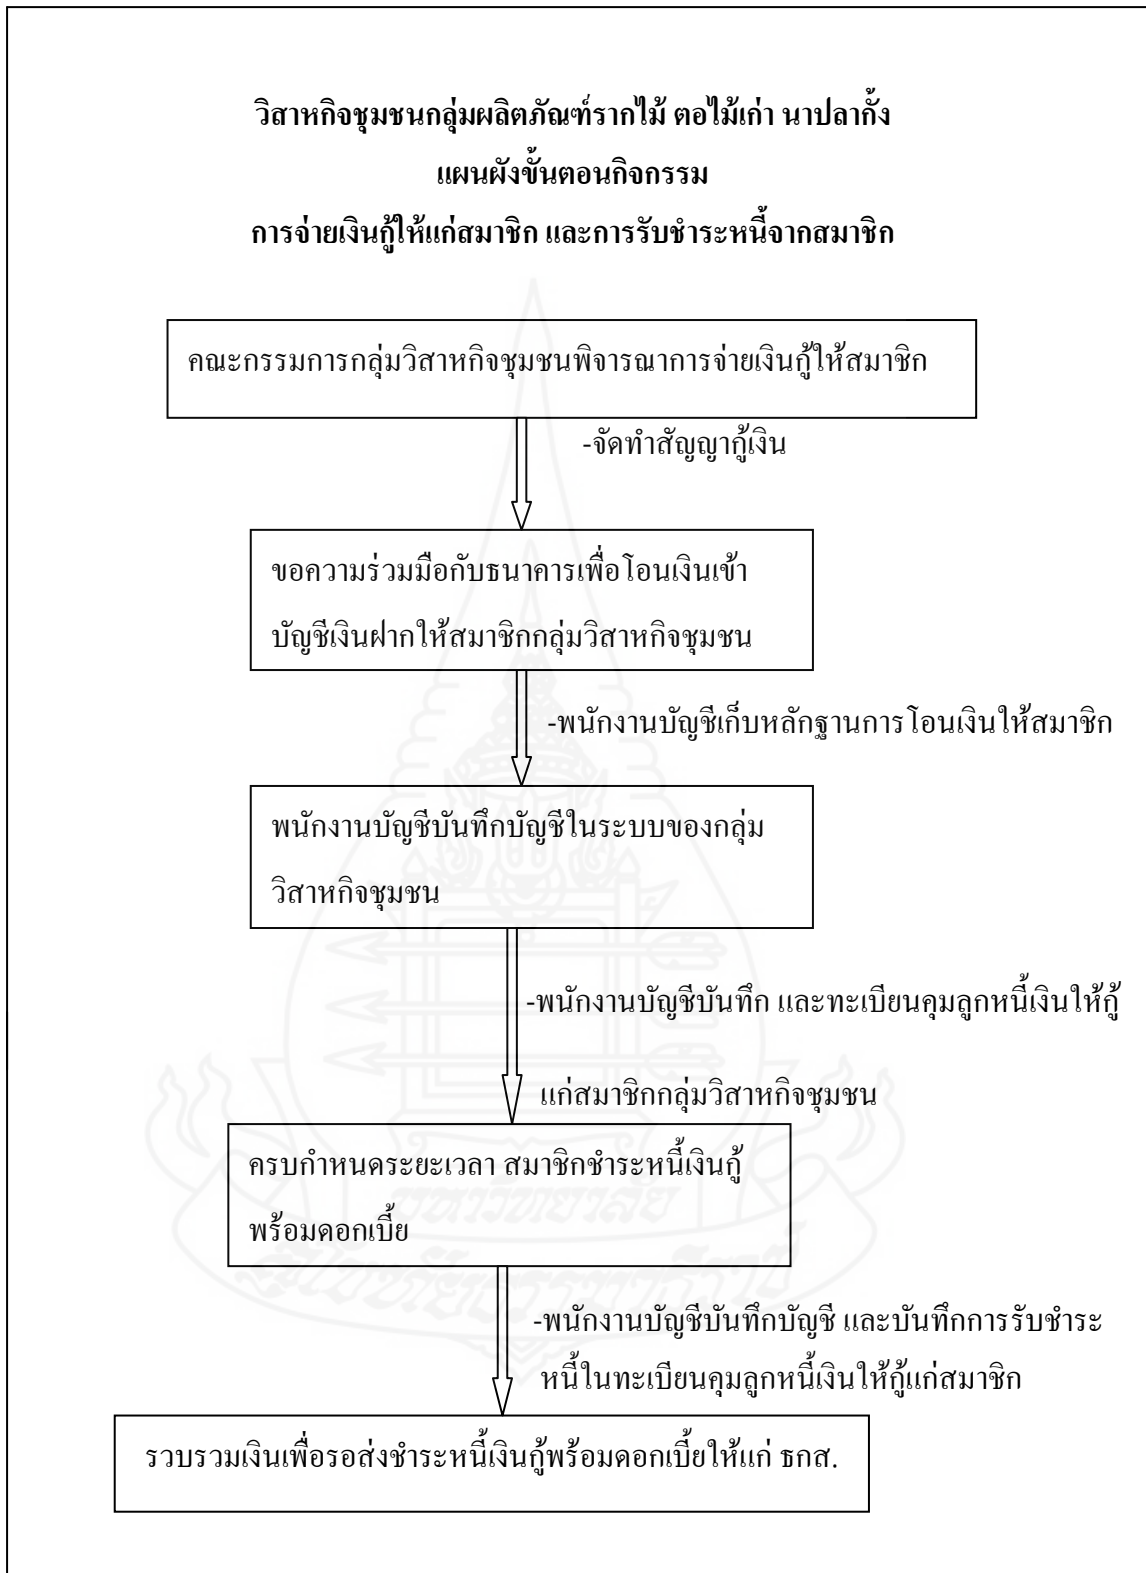 วิสาหกิจชุมชนกลุ่มผลิตภัณฑ์รากไม้ ตอไม้เก่า นาปลากั้ง
แผนผังขั้นตอนกิจกรรม
การจ่ายเงินกู้ให้แก่สมาชิก และการรับชำระหนี้จากสมาชิก
คณะกรรมการกลุ่มวิสาหกิจชุมชนพิจารณาการจ่ายเงินกู้ให้สมาชิก
-จัดทำสัญญากู้เงิน
ขอความร่วมมือกับธนาคารเพื่อโอนเงินเข้า
บัญชีเงินฝากให้สมาชิกกลุ่มวิสาหกิจชุมชน
-พนักงานบัญชีเก็บหลักฐานการโอนเงินให้สมาชิก
พนักงานบัญชีบันทึกบัญชีในระบบของกลุ่ม
วิสาหกิจชุมชน
-พนักงานบัญชีบันทึก และทะเบียนคุมลูกหนี้เงินให้กู้
แก่สมาชิกกลุ่มวิสาหกิจชุมชน
ครบกำหนดระยะเวลา สมาชิกชำระหนี้เงินกู้
พร้อมดอกเบี้ย
มหาวิทยาลัย
สุโขทัยธรรมาธิราช
-พนักงานบัญชีบันทึกบัญชี และบันทึกการรับชำระ
หนี้ในทะเบียนคุมลูกหนี้เงินให้กู้แก่สมาชิก
รวบรวมเงินเพื่อรอส่งชำระหนี้เงินกู้พร้อมดอกเบี้ยให้แก่ ธกส.